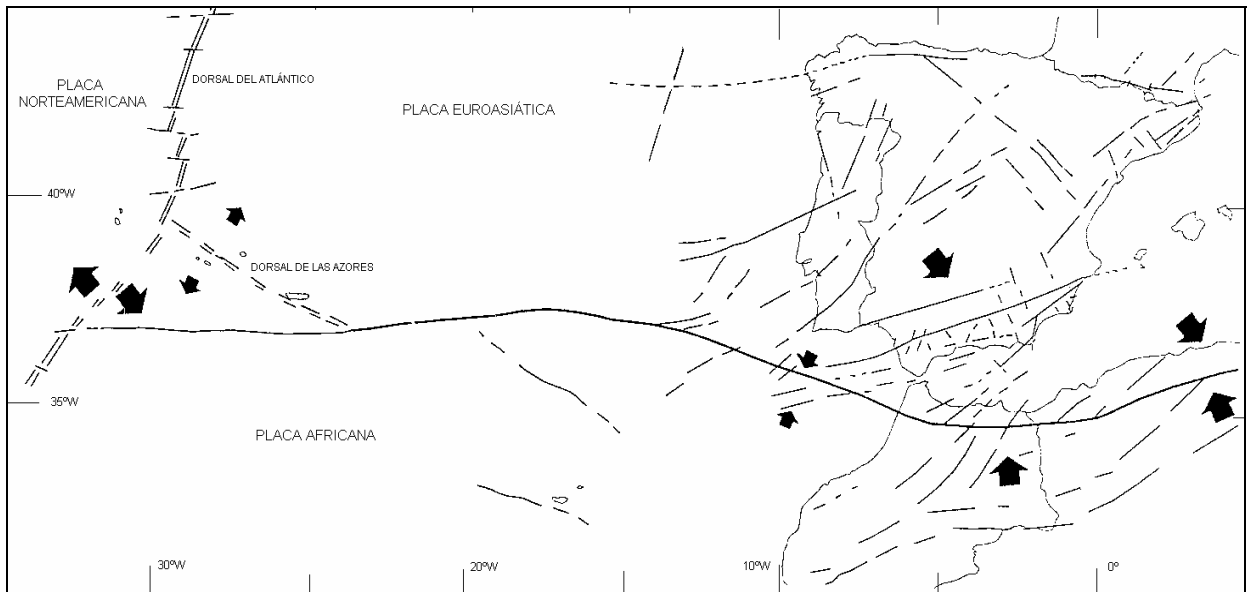 DORSAL DEL ATLÁNTICO
PLACA
NORTEAMERICANA
PLACA EUROASIÁTICA
40ºW
DORSAL DE LAS AZORES
35ºW
PLACA AFRICANA
30ºW
20ºW
10ºW
0º